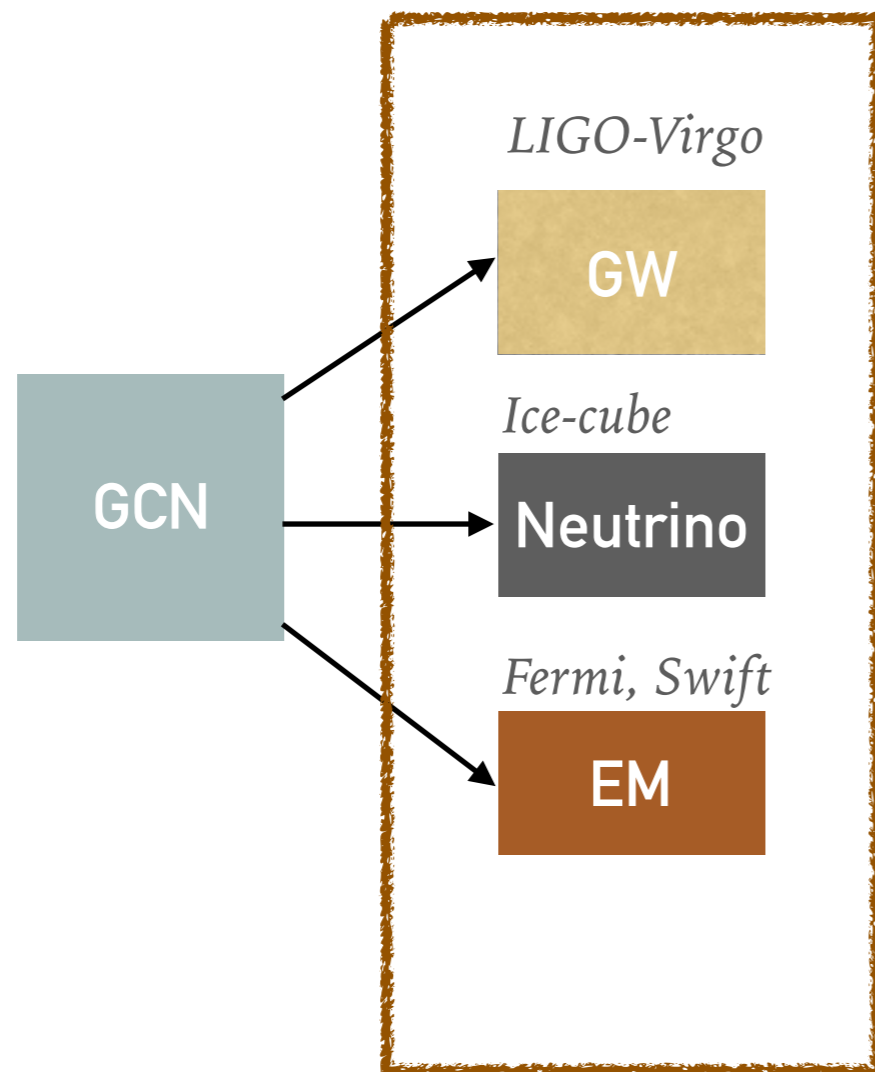 LIGO-Virgo
GW
Ice-cube
GCN
Neutrino
Fermi, Swift
EM